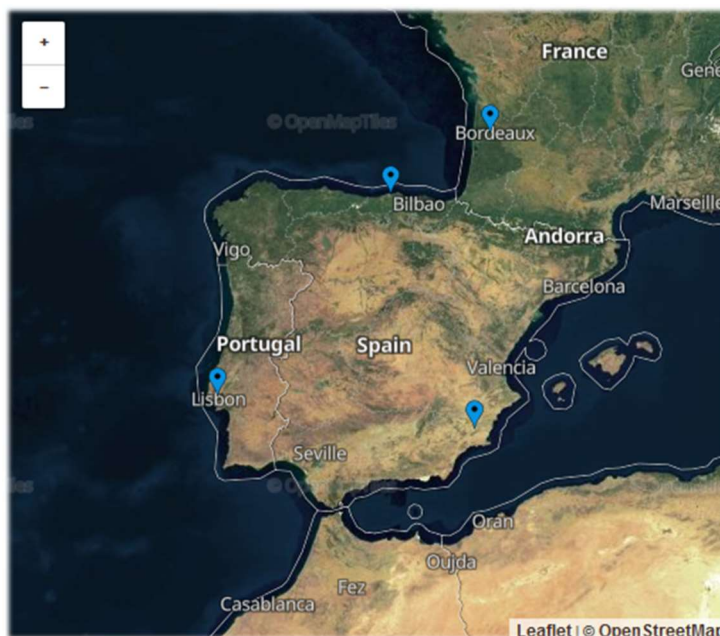 +
France
Gene
© OpenMapTiles
Bordeaux
−
Bilbao
Marseille
Vigo
Andorra
Barcelona
Portugal
Spain
Valencia
Lisbon
Seville
Oran
Oujda
Fez
Casablanca
Leaflet | © OpenStreetMap